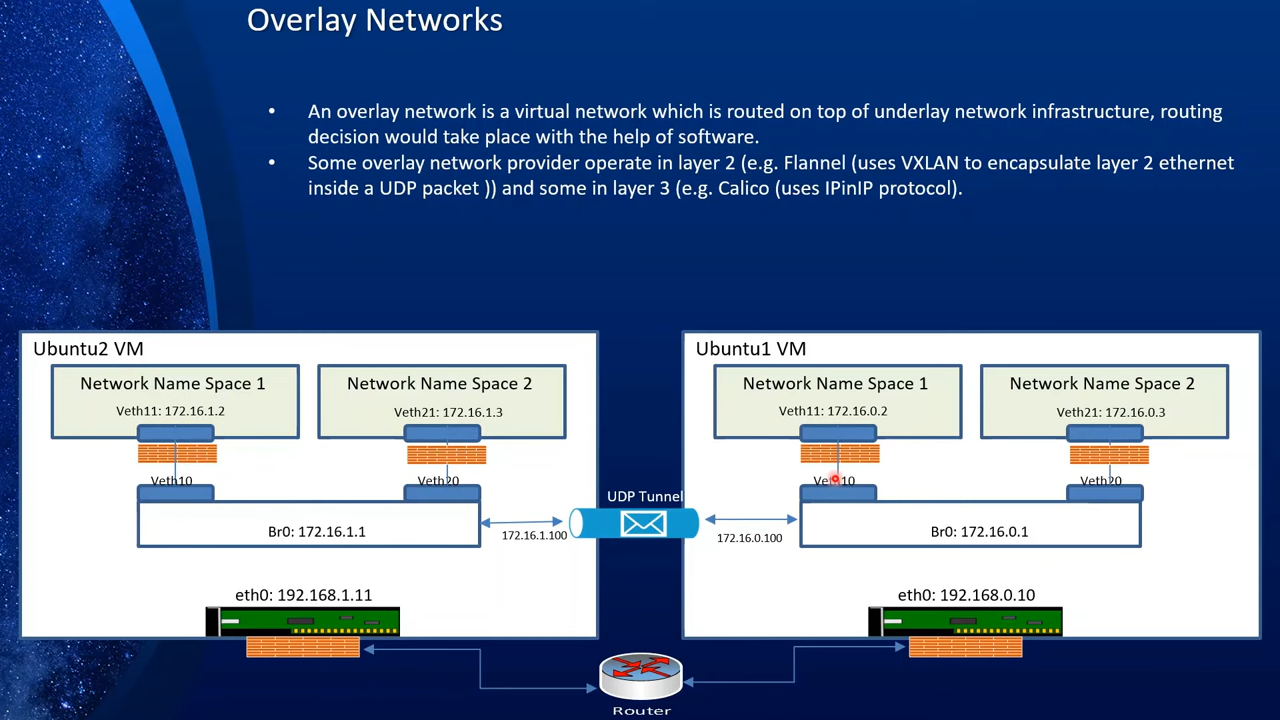 Overlay Networks
• An overlay network is a virtual network which is routed on top of underlay network infrastructure, routing
decision would take place with the help of software.
• Some overlay network provider operate in layer 2 (e.g. Flannel (uses VXLAN to encapsulate layer 2 ethernet
inside a UDP packet )) and some in layer 3 (e.g. Calico (uses IPinIP protocol).
Ubuntu2 VM
Network Name Space 1
Veth11: 172.16.1.2
Network Name Space 2
Veth21: 172.16.1.3
Veth10
Veth20
Br0: 172.16.1.1
172.16.1.100
eth0: 192.168.1.11
UDP Tunnel
Ubuntu1 VM
Network Name Space 1
Veth11: 172.16.0.2
Network Name Space 2
Veth21: 172.16.0.3
Veth10
Veth20
172.16.0.100
Br0: 172.16.0.1
eth0: 192.168.0.10
Router